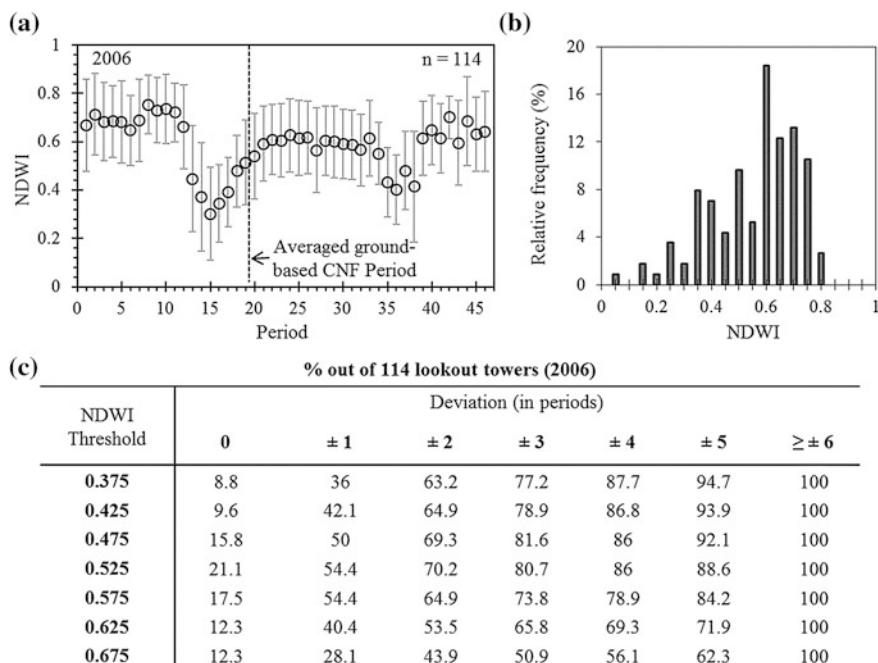 (a)
1
0.8
0.6
0.4
0.2
0
NDWI
2006
n = 114
Averaged ground-
based CNF Period
0 5 10 15 20 25 30 35 40 45
Period
(b)
20
16
12
8
4
0
Relative frequency (%)
0 0.2 0.4 0.6 0.8 1
NDWI
(c)
% out of 114 lookout towers (2006)
NDWI
Threshold
Deviation (in periods)
0 ± 1 ± 2 ± 3 ± 4 ± 5 ≥ ± 6
0.375 8.8 36 63.2 77.2 87.7 94.7 100
0.425 9.6 42.1 64.9 78.9 86.8 93.9 100
0.475 15.8 50 69.3 81.6 86 92.1 100
0.525 21.1 54.4 70.2 80.7 86 88.6 100
0.575 17.5 54.4 64.9 73.8 78.9 84.2 100
0.625 12.3 40.4 53.5 65.8 69.3 71.9 100
0.675 12.3 28.1 43.9 50.9 56.1 62.3 100